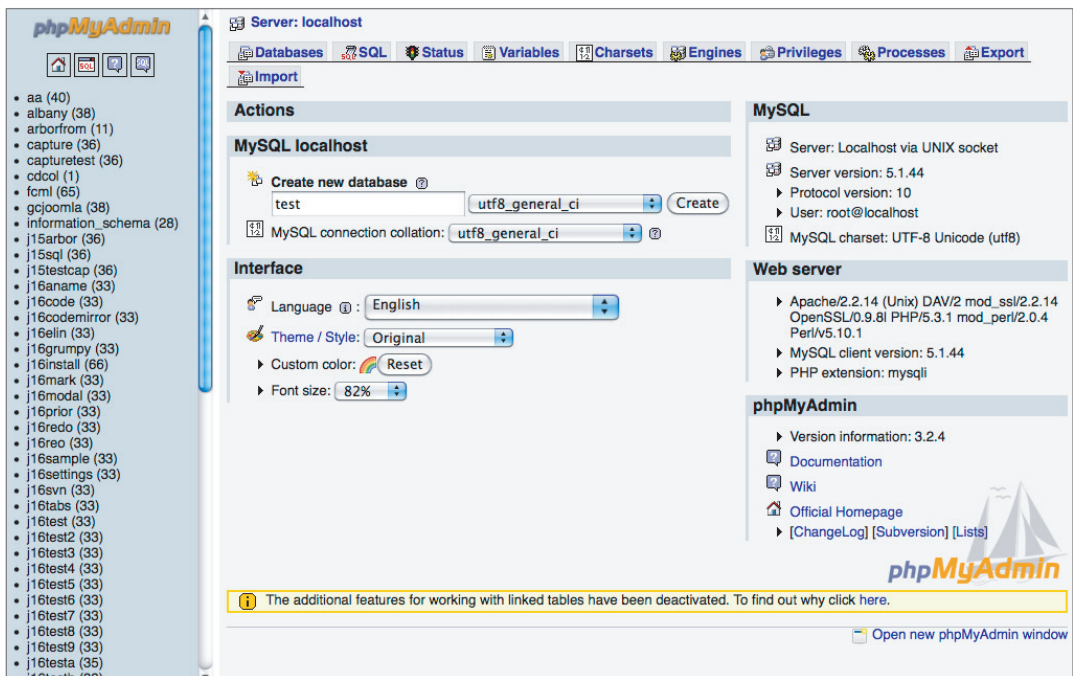 phpMyAdmin
aa (40)
albany (38)
arborfrom (11)
capture (36)
capturetest (36)
cdcol (1)
fcml (65)
gcjoomla (38)
information_schema (28)
j15arbor (36)
j15sql (36)
j15testcap (36)
j16aname (33)
j16code (33)
j16codemirror (33)
j16elin (33)
j16grumpy (33)
j16install (66)
j16mark (33)
j16modal (33)
j16prior (33)
j16redo (33)
j16reo (33)
j16sample (33)
j16settings (33)
j16svn (33)
j16tabs (33)
j16test (33)
j16test2 (33)
j16test3 (33)
j16test4 (33)
j16test5 (33)
j16test6 (33)
j16test7 (33)
j16test8 (33)
j16test9 (33)
j16testa (35)
Server: localhost
Databases SQL Status Variables Charsets Engines Privileges Processes Export
Import
Actions
MySQL localhost
Create new database
test utf8_general_ci Create
MySQL connection collation: utf8_general_ci
Interface
Language : English
Theme / Style: Original
Custom color: Reset
Font size: 82%
MySQL
Server: Localhost via UNIX socket
Server version: 5.1.44
Protocol version: 10
User: root@localhost
MySQL charset: UTF-8 Unicode (utf8)
Web server
Apache/2.2.14 (Unix) DAV/2 mod_ssl/2.2.14
OpenSSL/0.9.8l PHP/5.3.1 mod_perl/2.0.4
Perl/v5.10.1
MySQL client version: 5.1.44
PHP extension: mysqli
phpMyAdmin
Version information: 3.2.4
Documentation
Wiki
Official Homepage
[ChangeLog] [Subversion] [Lists]
phpMyAdmin
The additional features for working with linked tables have been deactivated. To find out why click here.
Open new phpMyAdmin window